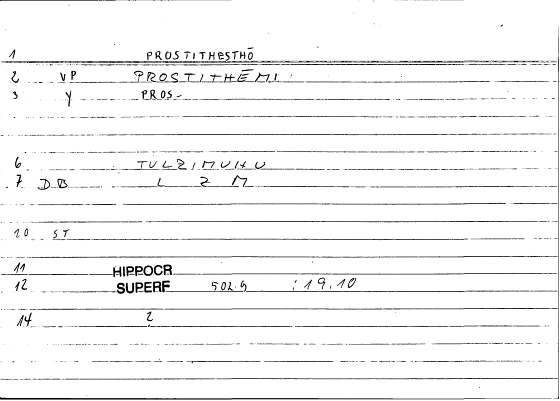 1 PROSTITHESTHŌ
2 VP PROSTITHĒMI
3 Y PROS-
6 TULZIMUHU
7 DB L Z M
10 ST
11 HIPPOCR
12 SUPERF 502.9 :19.10
14 2